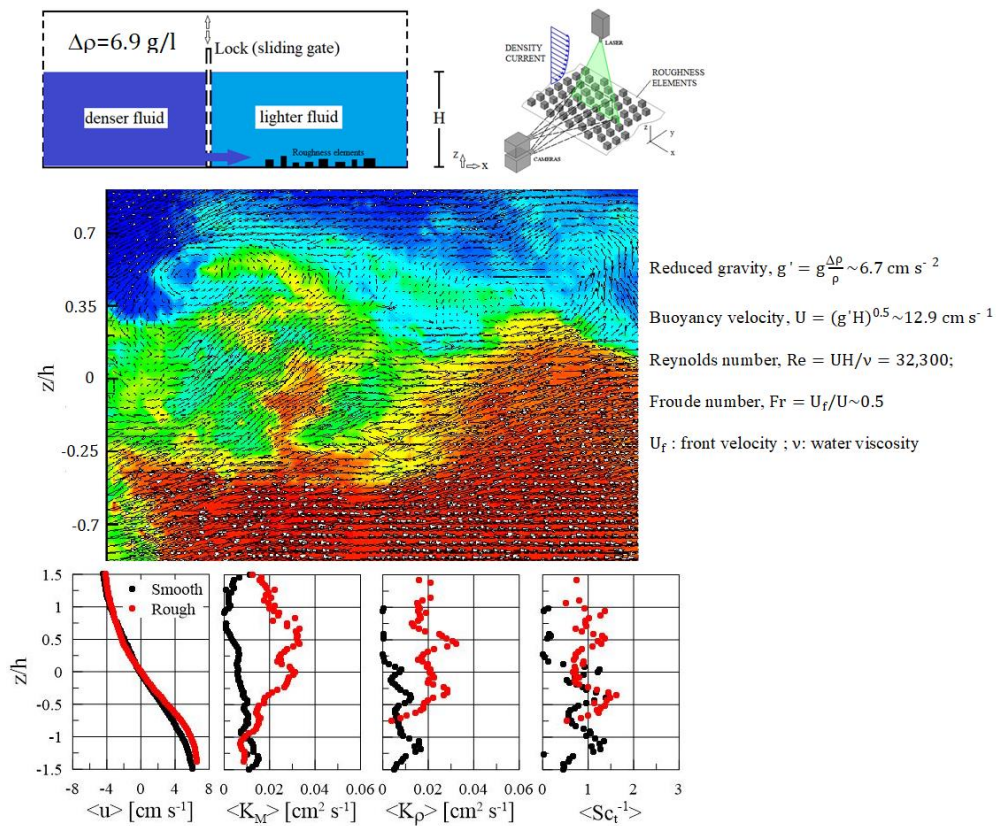 Δρ=6.9 g/l
Lock (sliding gate)
denser fluid
lighter fluid
H
Roughness elements
z
x
DENSITY
CURRENT
LASER
ROUGHNESS
ELEMENTS
CAMERAS
z
y
x
z/h
0.7
0.35
0
-0.25
-0.7
Reduced gravity, g' = g Δρ/ρ ~6.7 cm s⁻²
Buoyancy velocity, U = (g'H)^0.5 ~12.9 cm s⁻¹
Reynolds number, Re = UH/ν = 32,300;
Froude number, Fr = U_f/U~0.5
U_f : front velocity ; ν: water viscosity
z/h
1.5
1
0.5
0
-0.5
-1
-1.5
Smooth
Rough
-8 -4 0 4 8
<u> [cm s⁻¹]
0 0.02 0.04 0.06
<K_M> [cm² s⁻¹]
0 0.02 0.04 0.06
<K_ρ> [cm² s⁻¹]
0 1 2 3
<Sc_t⁻¹>